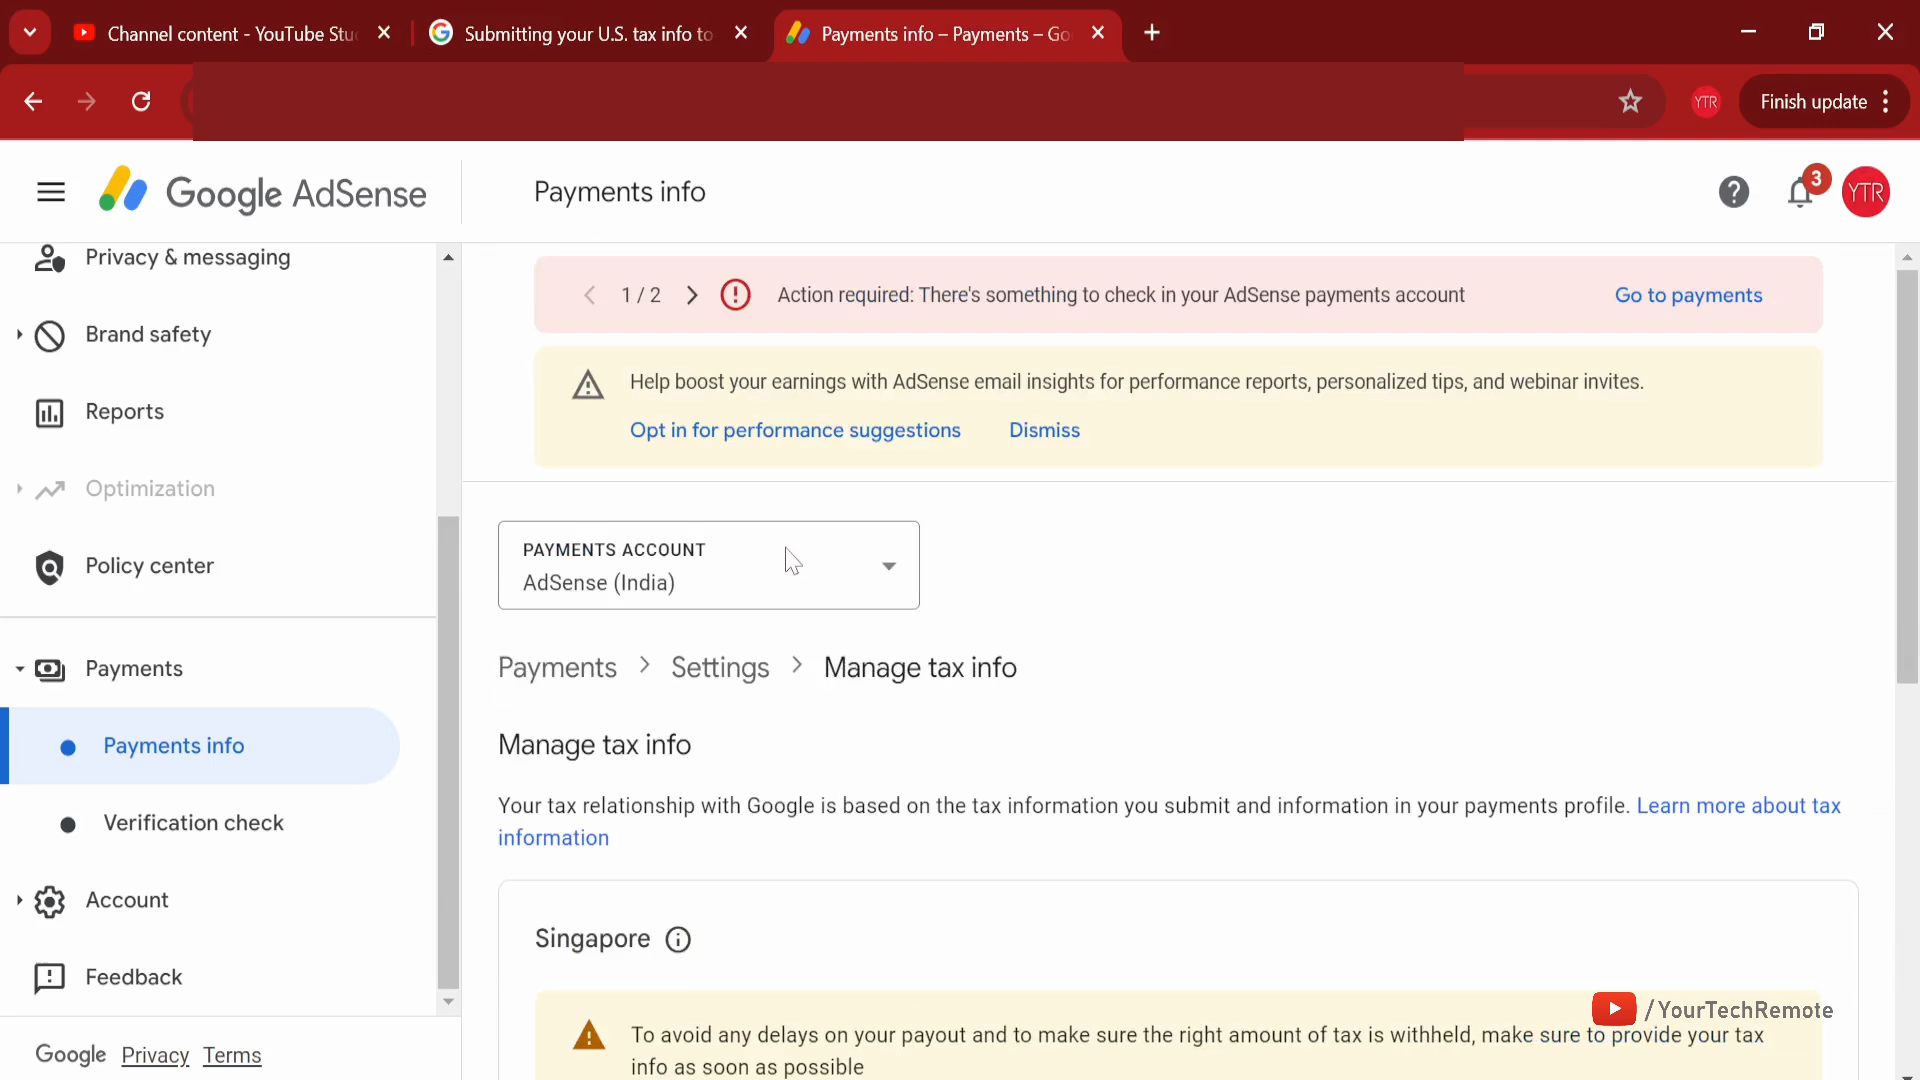 Channel content - YouTube Stu
Submitting your U.S. tax info to
Payments info – Payments – Go
YTR
Finish update
Google AdSense
Payments info
3
YTR
Privacy & messaging
Brand safety
Reports
Optimization
Policy center
Payments
Payments info
Verification check
Account
Feedback
Google Privacy Terms
1 / 2
Action required: There's something to check in your AdSense payments account
Go to payments
Help boost your earnings with AdSense email insights for performance reports, personalized tips, and webinar invites.
Opt in for performance suggestions
Dismiss
PAYMENTS ACCOUNT
AdSense (India)
Payments > Settings > Manage tax info
Manage tax info
Your tax relationship with Google is based on the tax information you submit and information in your payments profile. Learn more about tax
information
Singapore
To avoid any delays on your payout and to make sure the right amount of tax is withheld, make sure to provide your tax
info as soon as possible
/YourTechRemote